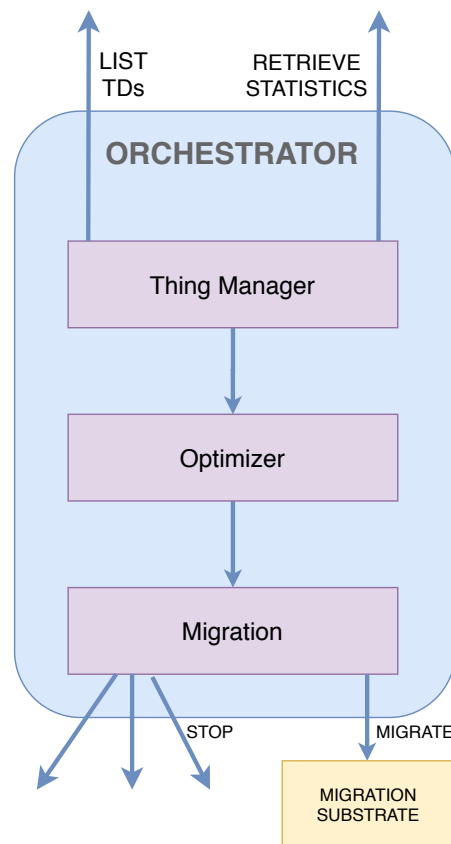 LIST
TDs
RETRIEVE
STATISTICS
ORCHESTRATOR
Thing Manager
Optimizer
Migration
STOP
MIGRATE
MIGRATION
SUBSTRATE